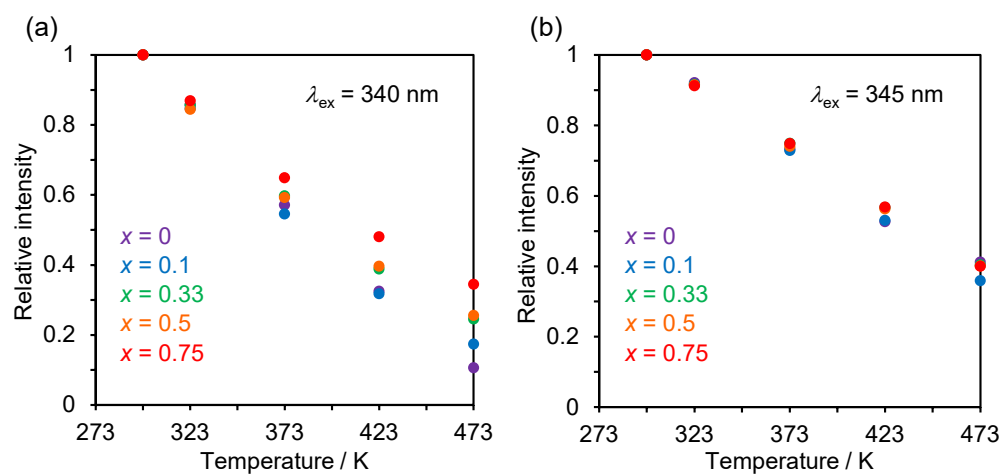 (a)
Relative intensity
1
0.8
0.6
0.4
0.2
0
λex = 340 nm
x = 0
x = 0.1
x = 0.33
x = 0.5
x = 0.75
273 323 373 423 473
Temperature / K
(b)
Relative intensity
1
0.8
0.6
0.4
0.2
0
λex = 345 nm
x = 0
x = 0.1
x = 0.33
x = 0.5
x = 0.75
273 323 373 423 473
Temperature / K